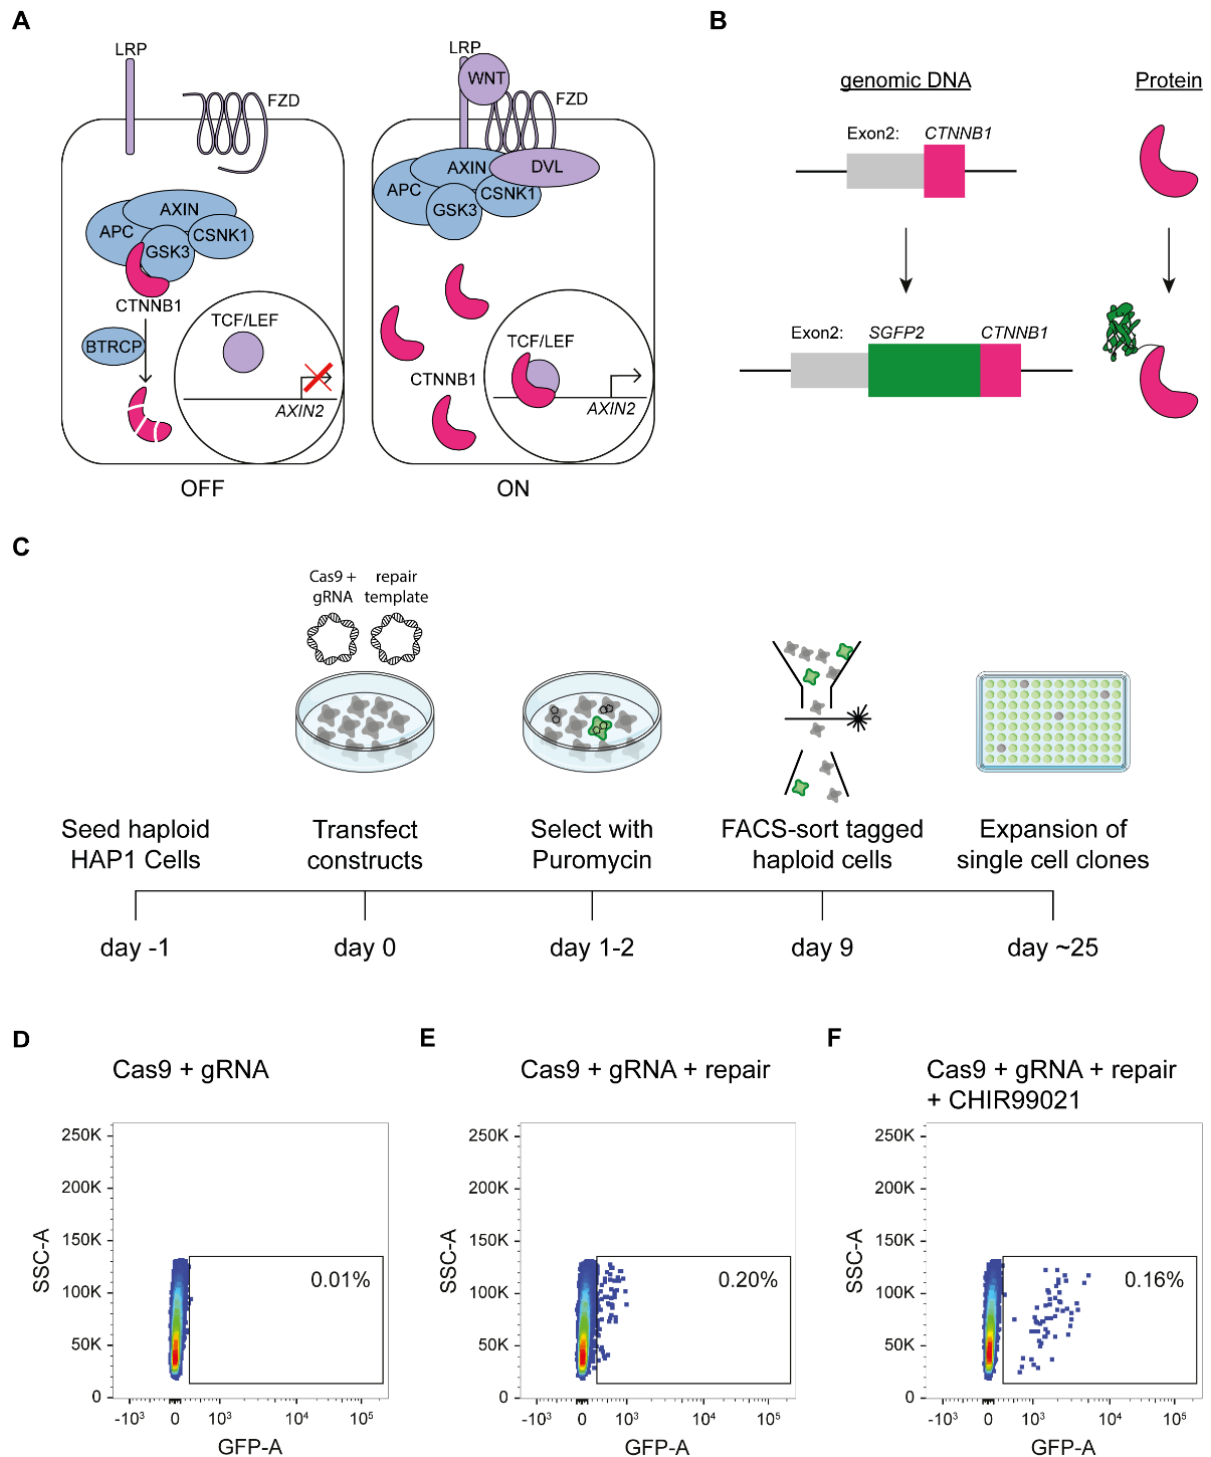 A
LRP
FZD
AXIN
APC
CSNK1
GSK3
CTNNB1
BTRCP
TCF/LEF
AXIN2
OFF
LRP
WNT
FZD
AXIN
DVL
APC
CSNK1
GSK3
TCF/LEF
CTNNB1
AXIN2
ON
B
genomic DNA
Protein
Exon2: CTNNB1
Exon2: SGFP2 CTNNB1
C
Cas9 +
gRNA
repair
template
Seed haploid
HAP1 Cells
Transfect
constructs
Select with
Puromycin
FACS-sort tagged
haploid cells
Expansion of
single cell clones
day -1
day 0
day 1-2
day 9
day ~25
D
Cas9 + gRNA
250K
200K
150K
100K
50K
0
SSC-A
0.01%
-10³ 0 10³ 10⁴ 10⁵
GFP-A
E
Cas9 + gRNA + repair
250K
200K
150K
100K
50K
0
SSC-A
0.20%
-10³ 0 10³ 10⁴ 10⁵
GFP-A
F
Cas9 + gRNA + repair
+ CHIR99021
250K
200K
150K
100K
50K
0
SSC-A
0.16%
-10³ 0 10³ 10⁴ 10⁵
GFP-A